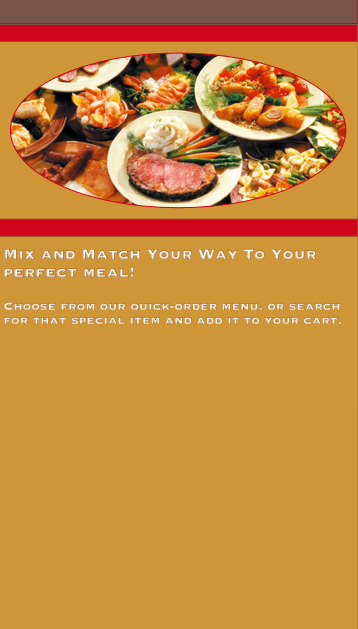 Mix and Match Your Way To Your
perfect meal!
Choose from our quick-order menu, or search
for that special item and add it to your cart.